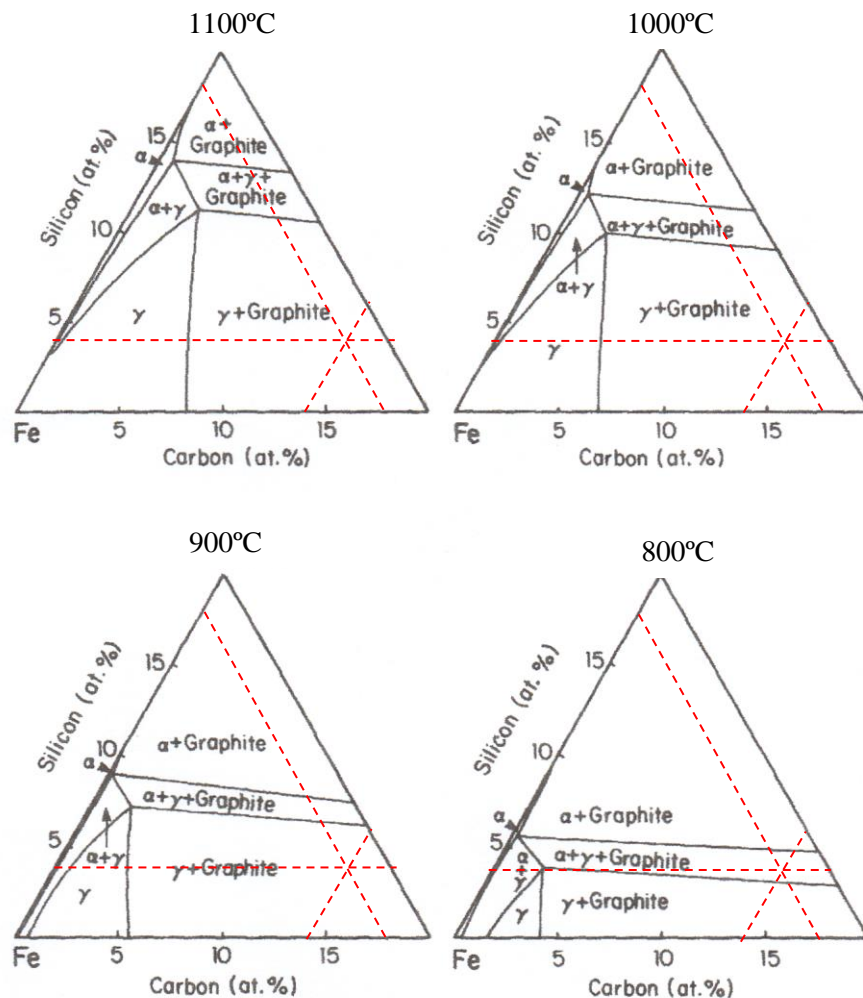 1100ºC
Silicon (at.%)
15
10
5
α
α+
Graphite
α+γ+
Graphite
α+γ
γ
γ+Graphite
Fe
5
10
15
Carbon (at.%)
1000ºC
Silicon (at.%)
15
10
5
α
α+Graphite
α+γ+Graphite
α+γ
γ
γ+Graphite
Fe
5
10
15
Carbon (at.%)
900ºC
Silicon (at.%)
15
10
5
α
α+Graphite
α+γ+Graphite
α+γ
γ
γ+Graphite
Fe
5
10
15
Carbon (at.%)
800ºC
Silicon (at.%)
15
10
5
α
α+Graphite
α+γ+Graphite
α
+
γ
γ
γ+Graphite
Fe
5
10
15
Carbon (at.%)